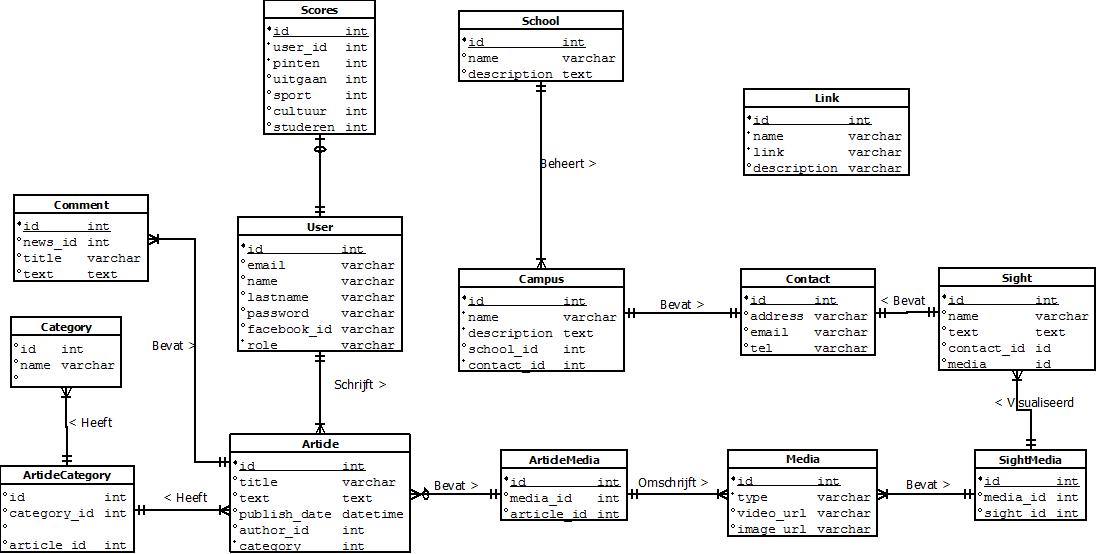 Scores
id int
user_id int
pinten int
uitgaan int
sport int
cultuur int
studeren int
School
id int
name varchar
description text
Link
id int
name varchar
link varchar
description varchar
Beheert >
Comment
id int
news_id int
title varchar
text text
User
id int
email varchar
name varchar
lastname varchar
password varchar
facebook_id varchar
role varchar
Campus
id int
name varchar
description text
school_id int
contact_id int
Bevat >
Contact
id int
address varchar
email varchar
tel varchar
< Bevat
Sight
id int
name varchar
text text
contact_id id
media id
Category
id int
name varchar
Bevat >
Schrijft >
< Heeft
< Visualiseerd
ArticleCategory
id int
category_id int
article_id int
< Heeft
Article
id int
title varchar
text text
publish_date datetime
author_id int
category int
Bevat >
ArticleMedia
id int
media_id int
article_id int
Omschrijft >
Media
id int
type varchar
video_url varchar
image_url varchar
Bevat >
SightMedia
id int
media_id int
sight_id int